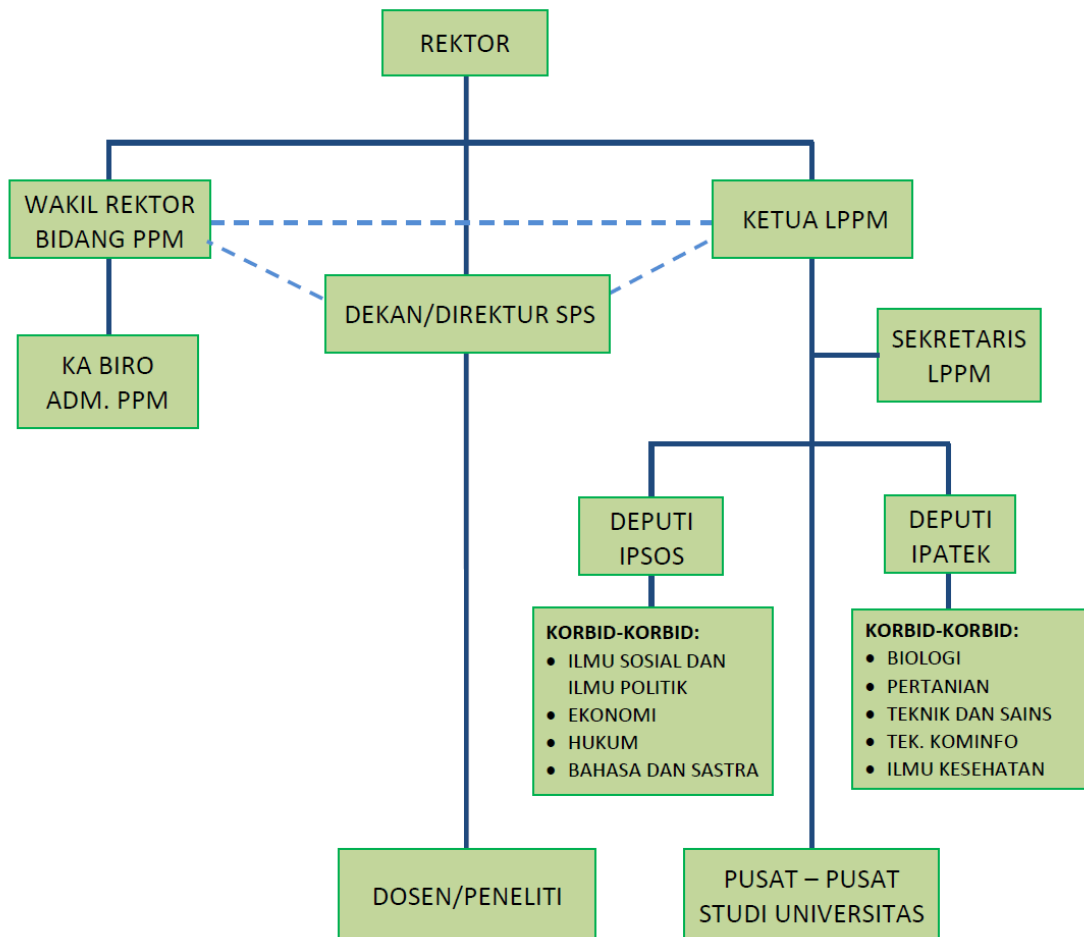 REKTOR
WAKIL REKTOR
BIDANG PPM
KETUA LPPM
DEKAN/DIREKTUR SPS
KA BIRO
ADM. PPM
SEKRETARIS
LPPM
DEPUTI
IPSOS
DEPUTI
IPATEK
KORBID-KORBID:
• ILMU SOSIAL DAN
ILMU POLITIK
• EKONOMI
• HUKUM
• BAHASA DAN SASTRA
KORBID-KORBID:
• BIOLOGI
• PERTANIAN
• TEKNIK DAN SAINS
• TEK. KOMINFO
• ILMU KESEHATAN
DOSEN/PENELITI
PUSAT – PUSAT
STUDI UNIVERSITAS